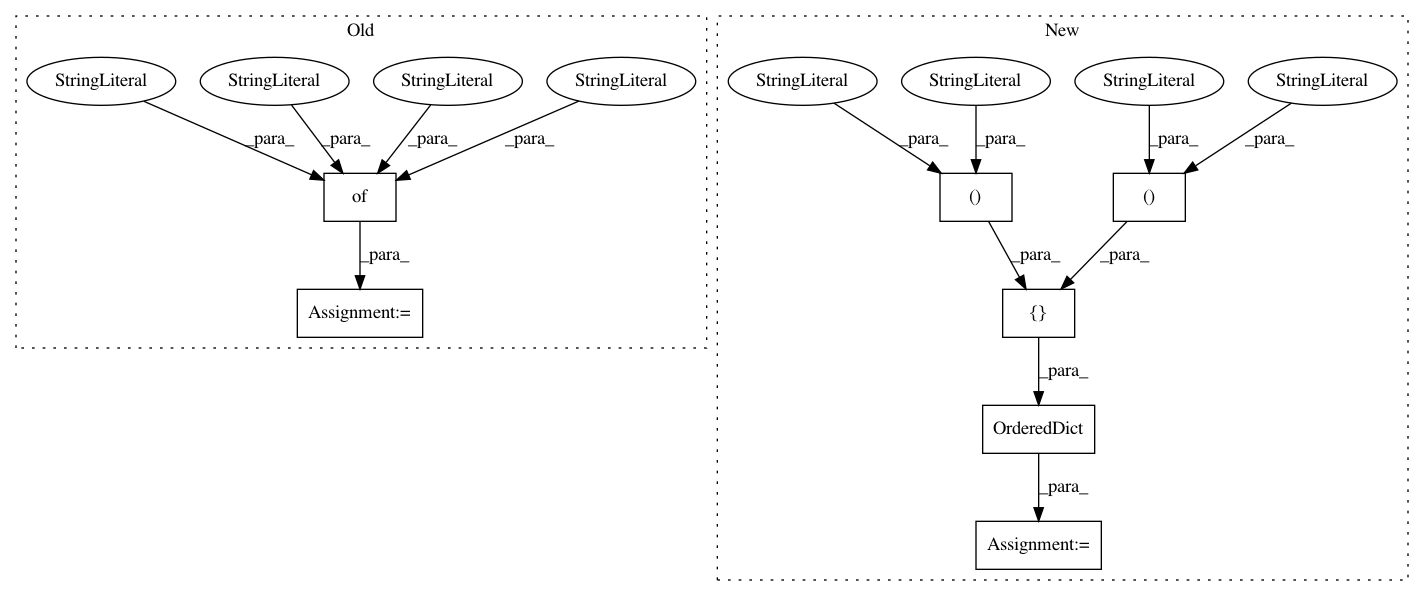 Old
New
StringLiteral StringLiteral StringLiteral StringLiteral
StringLiteral StringLiteral StringLiteral StringLiteral
_para_ _para_ _para_ _para_
_para_ _para_ _para_ _para_
of
() ()
_para_
_para_ _para_
Assignment:=
{}
_para_
OrderedDict
_para_
Assignment:=